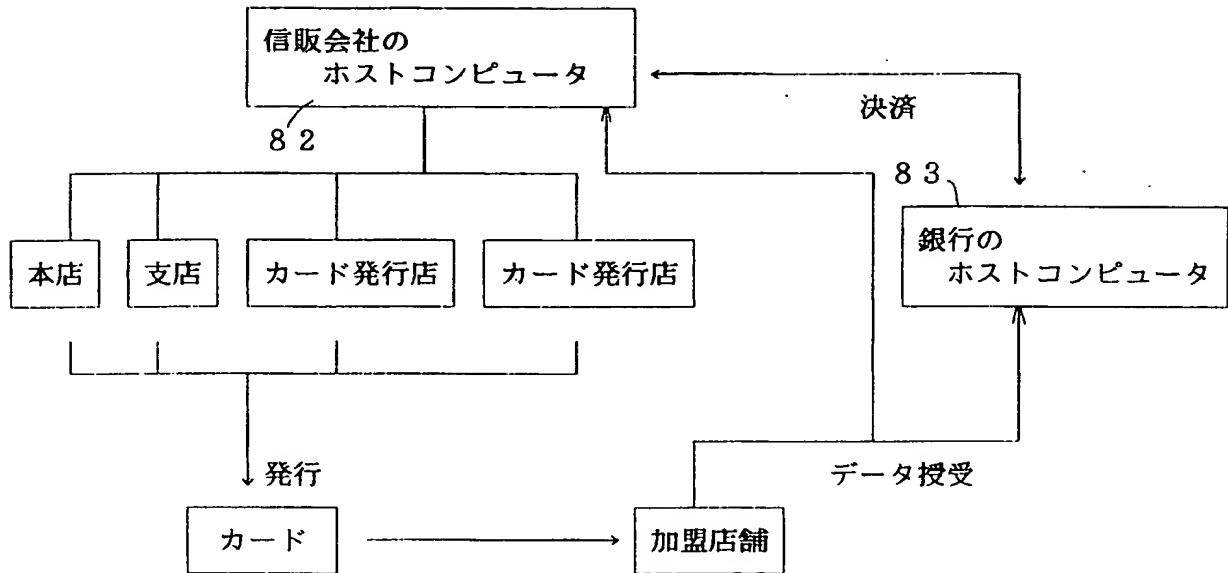 信販会社の
ホストコンピュータ
82
決済
83
銀行の
ホストコンピュータ
本店
支店
カード発行店
カード発行店
発行
データ授受
カード
加盟店舗